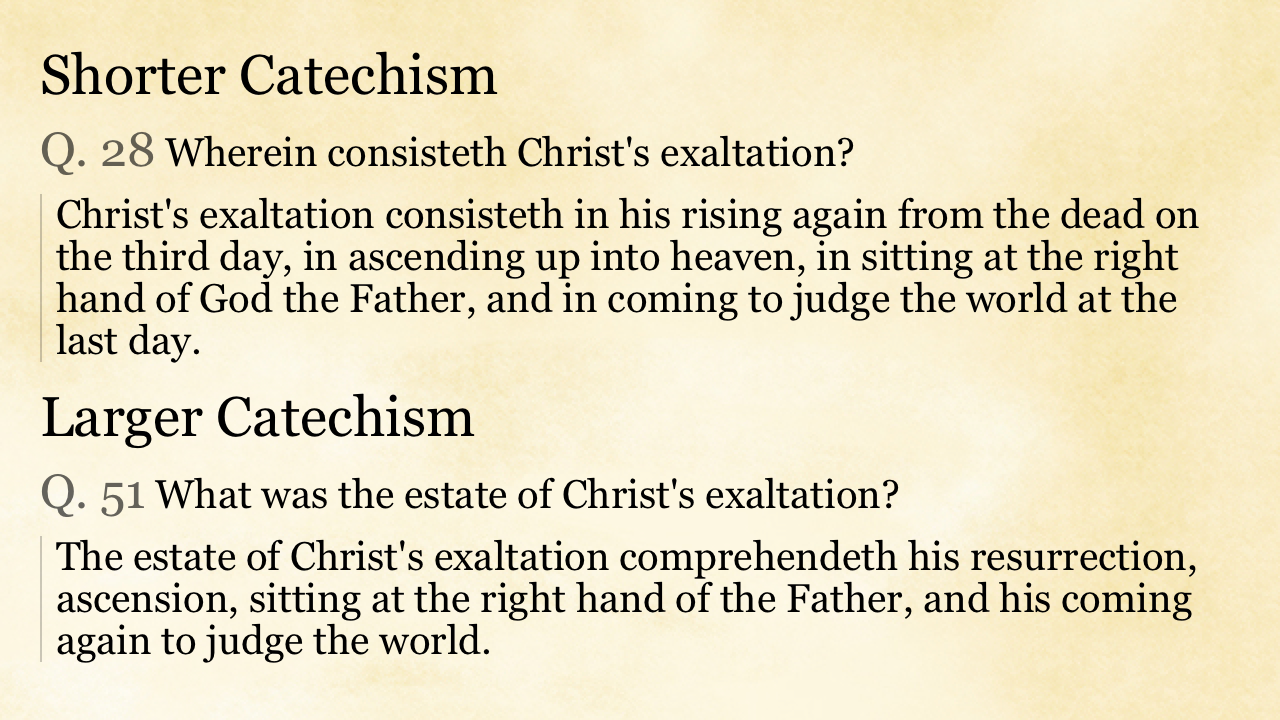 Shorter Catechism
Q. 28 Wherein consisteth Christ's exaltation?
Christ's exaltation consisteth in his rising again from the dead on
the third day, in ascending up into heaven, in sitting at the right
hand of God the Father, and in coming to judge the world at the
last day.
Larger Catechism
Q. 51 What was the estate of Christ's exaltation?
The estate of Christ's exaltation comprehendeth his resurrection,
ascension, sitting at the right hand of the Father, and his coming
again to judge the world.